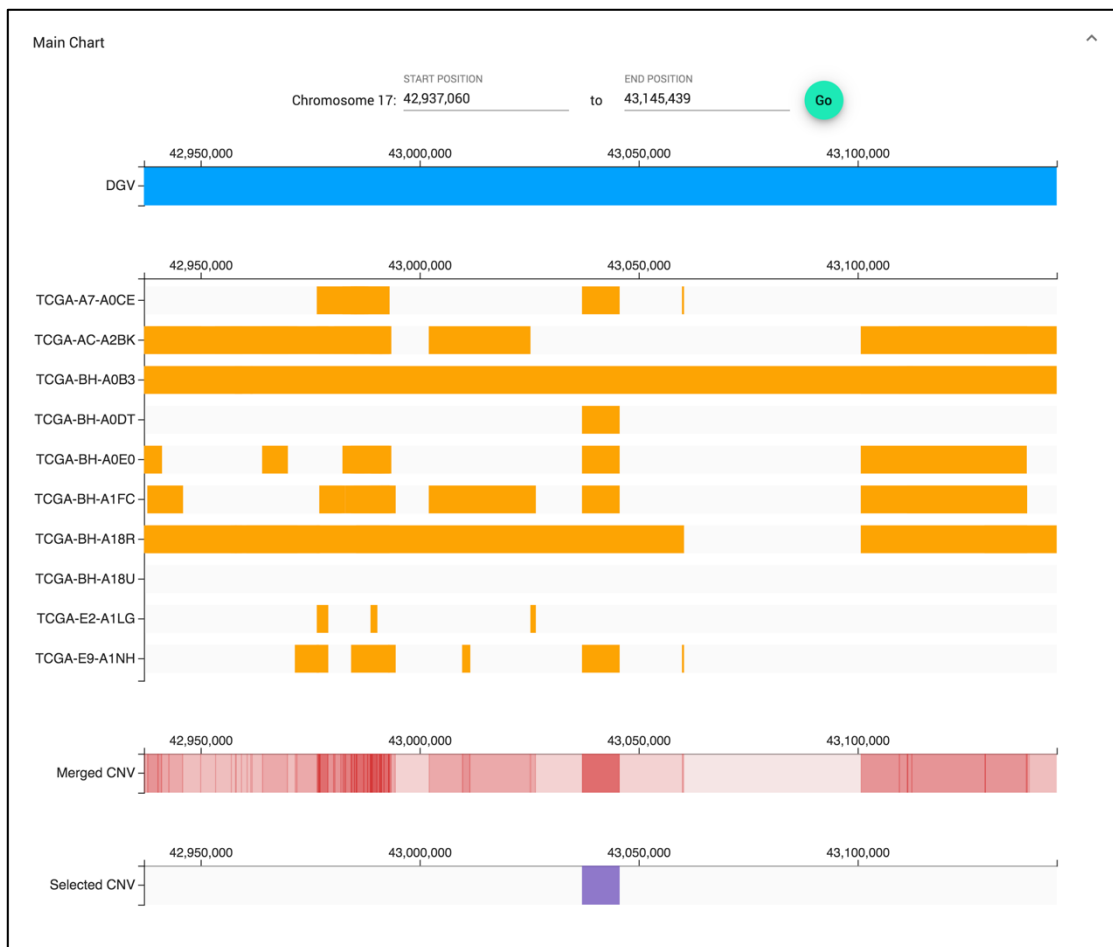 Main Chart
START POSITION END POSITION
Chromosome 17: 42,937,060 to 43,145,439 Go
42,950,000 43,000,000 43,050,000 43,100,000
DGV
42,950,000 43,000,000 43,050,000 43,100,000
TCGA-A7-A0CE
TCGA-AC-A2BK
TCGA-BH-A0B3
TCGA-BH-A0DT
TCGA-BH-A0E0
TCGA-BH-A1FC
TCGA-BH-A18R
TCGA-BH-A18U
TCGA-E2-A1LG
TCGA-E9-A1NH
42,950,000 43,000,000 43,050,000 43,100,000
Merged CNV
42,950,000 43,000,000 43,050,000 43,100,000
Selected CNV